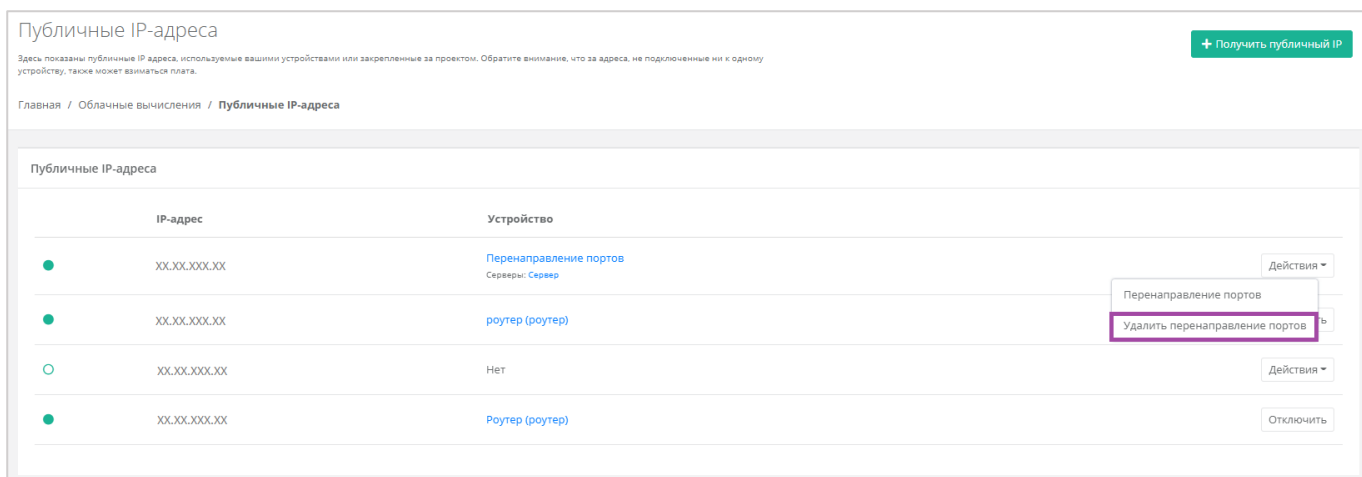 Публичные IP-адреса
+ Получить публичный IP
Здесь показаны публичные IP адреса, используемые вашими устройствами или закрепленные за проектом. Обратите внимание, что за адреса, не подключенные ни к одному
устройству, также может взиматься плата.
Главная / Облачные вычисления / Публичные IP-адреса
Публичные IP-адреса
IP-адрес Устройство
XX.XX.XXX.XX Перенаправление портов Действия
Серверы: Сервер
Перенаправление портов
XX.XX.XXX.XX роутер (роутер)
Удалить перенаправление портов
XX.XX.XXX.XX Нет Действия
XX.XX.XXX.XX Роутер (роутер) Отключить